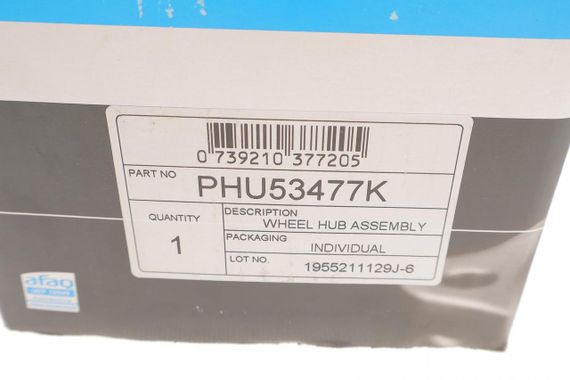 0 739210 377205
PART NO PHU53477K
QUANTITY
1
DESCRIPTION
WHEEL HUB ASSEMBLY
PACKAGING
INDIVIDUAL
LOT NO. 1955211129J-6
afaq